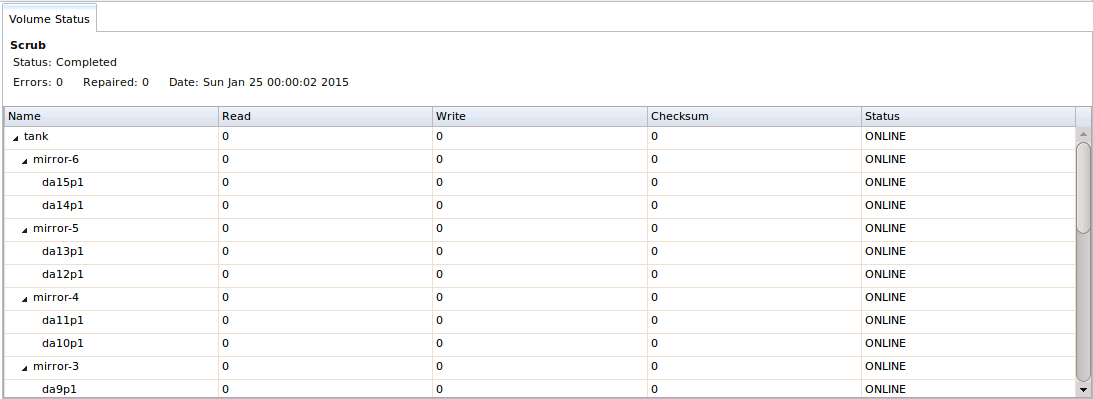 Volume Status
Scrub
Status: Completed
Errors: 0 Repaired: 0 Date: Sun Jan 25 00:00:02 2015
Name Read Write Checksum Status
tank 0 0 0 ONLINE
mirror-6 0 0 0 ONLINE
da15p1 0 0 0 ONLINE
da14p1 0 0 0 ONLINE
mirror-5 0 0 0 ONLINE
da13p1 0 0 0 ONLINE
da12p1 0 0 0 ONLINE
mirror-4 0 0 0 ONLINE
da11p1 0 0 0 ONLINE
da10p1 0 0 0 ONLINE
mirror-3 0 0 0 ONLINE
da9p1 0 0 0 ONLINE